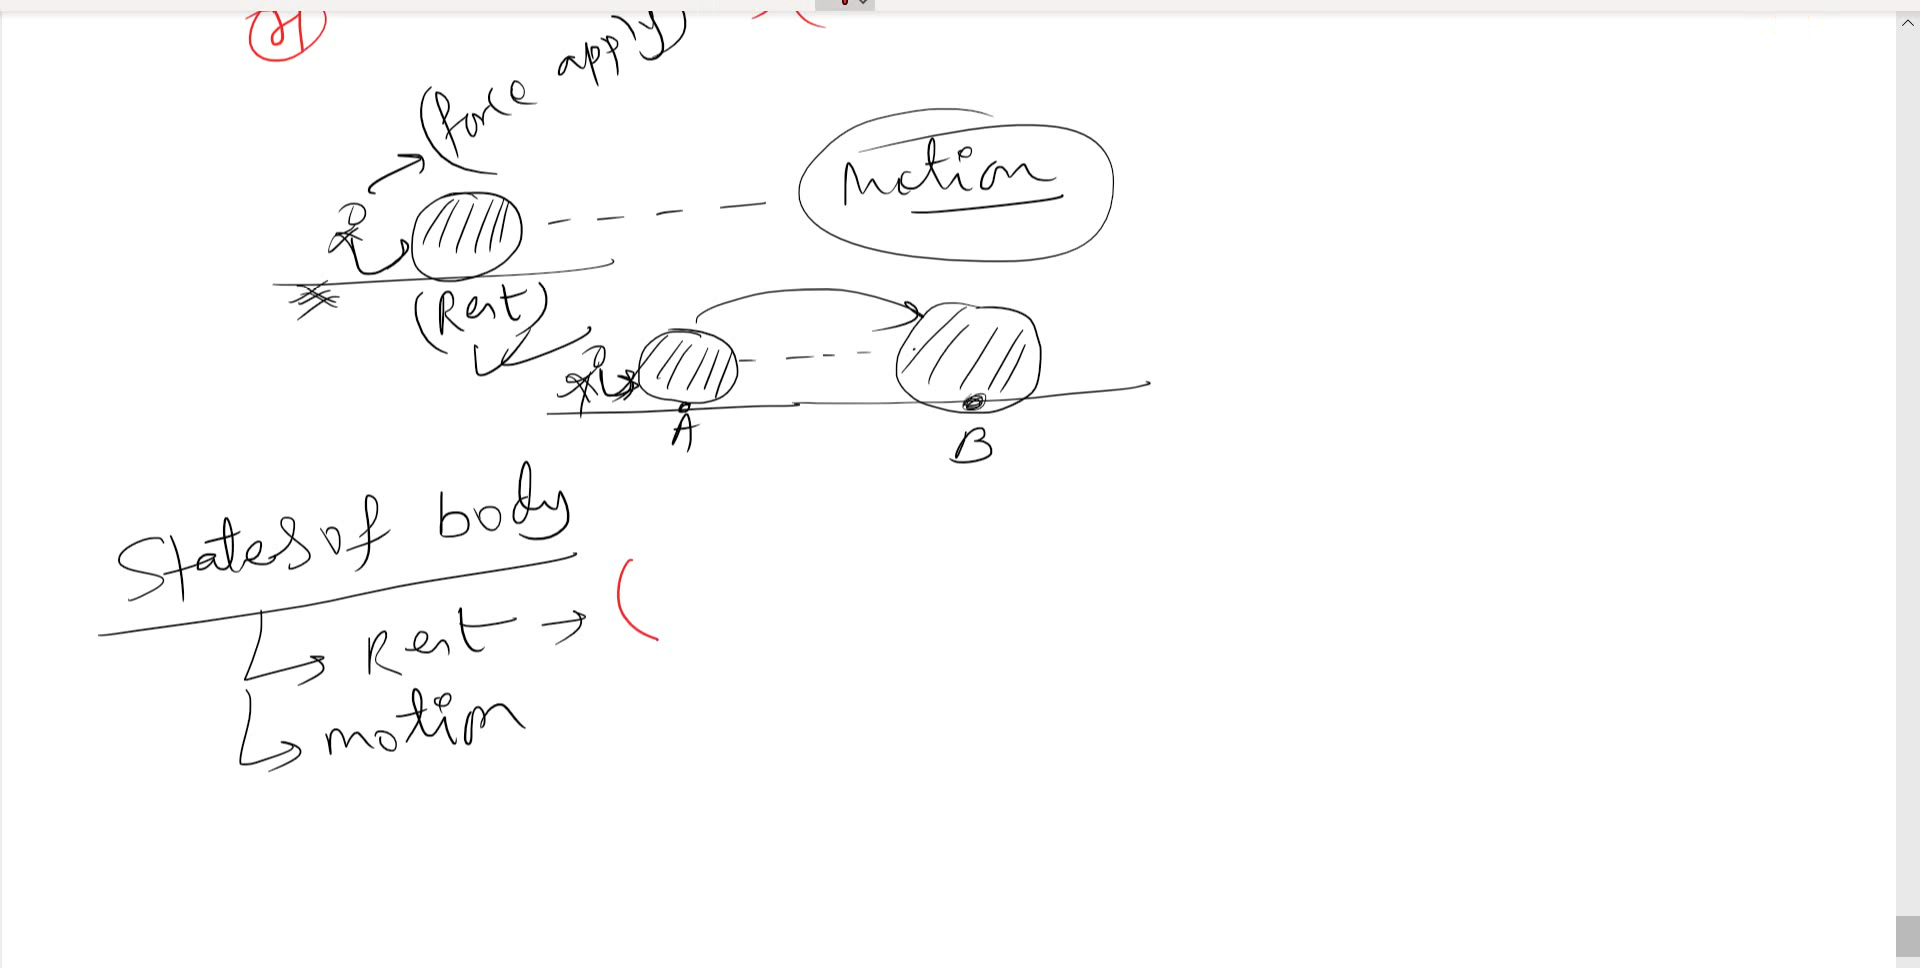 (force apply)
Motion
(Rest)
A
B
States of body
Rest → (
motion